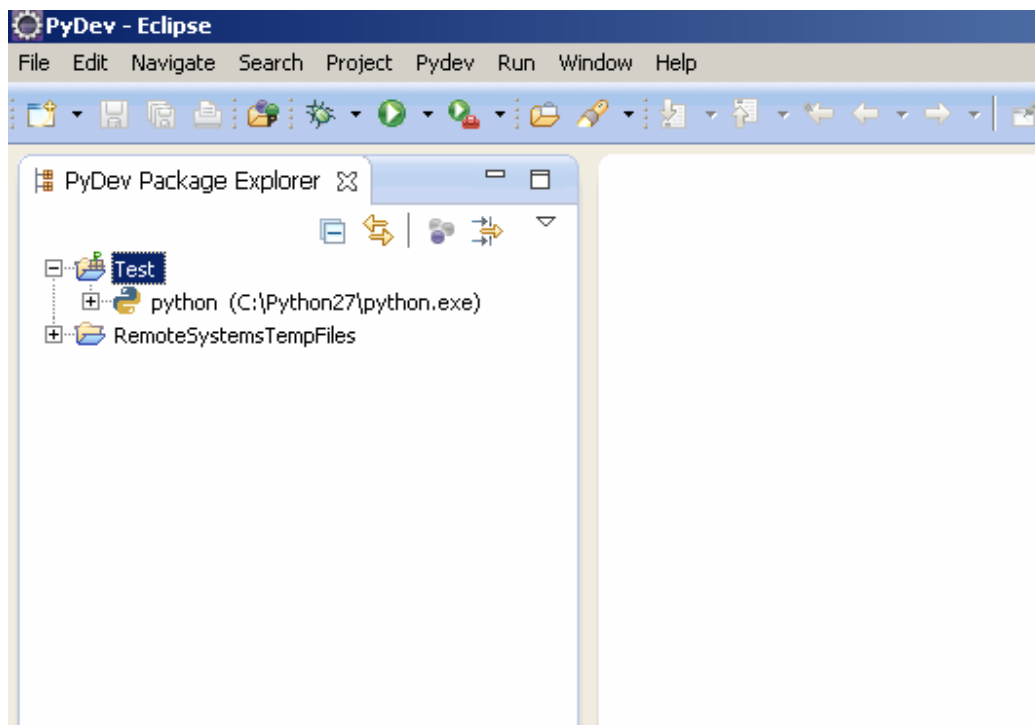 PyDev - Eclipse
File Edit Navigate Search Project Pydev Run Window Help
PyDev Package Explorer
Test
python (C:\Python27\python.exe)
RemoteSystemsTempFiles